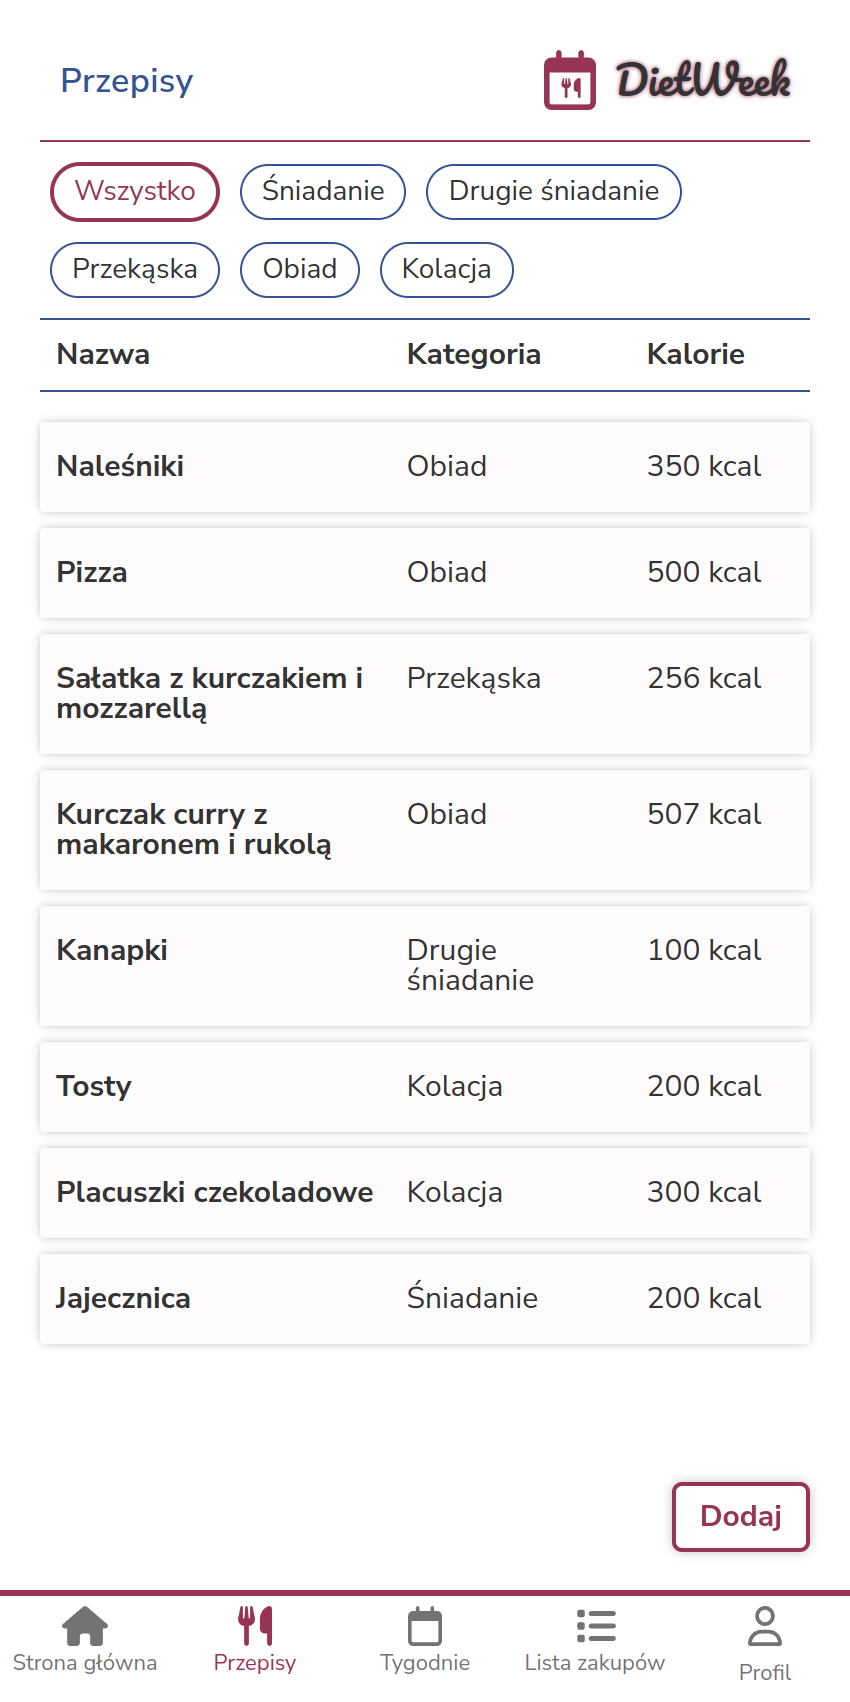 Przepisy DietWeek
Wszystko Śniadanie Drugie śniadanie
Przekąska Obiad Kolacja
Nazwa Kategoria Kalorie
Naleśniki Obiad 350 kcal
Pizza Obiad 500 kcal
Sałatka z kurczakiem i Przekąska 256 kcal
mozzarellą
Kurczak curry z Obiad 507 kcal
makaronem i rukolą
Kanapki Drugie 100 kcal
śniadanie
Tosty Kolacja 200 kcal
Placuszki czekoladowe Kolacja 300 kcal
Jajecznica Śniadanie 200 kcal
Dodaj
Strona główna Przepisy Tygodnie Lista zakupów Profil